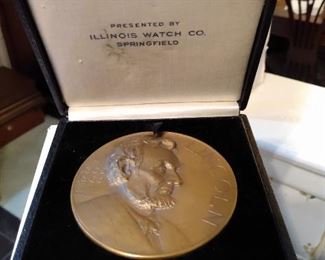 PRESENTED BY
ILLINOIS WATCH CO.
SPRINGFIELD
LINCOLN